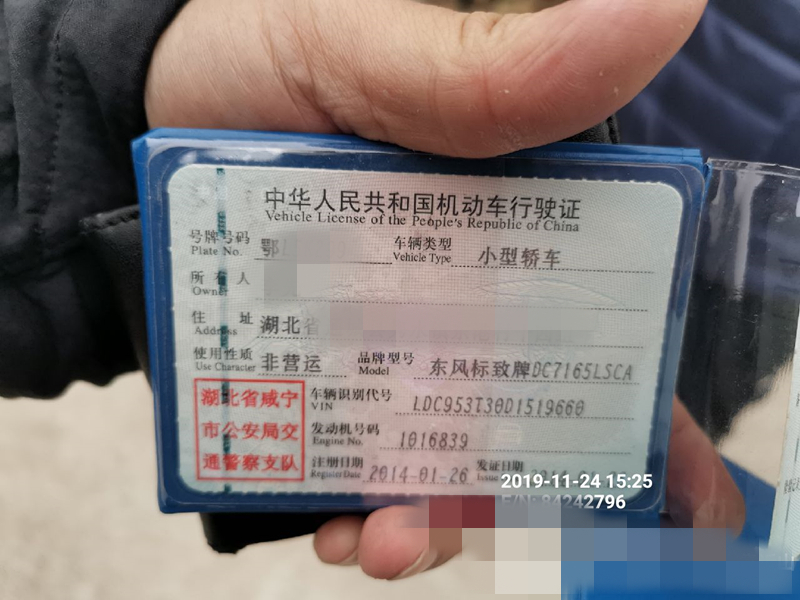 中华人民共和国机动车行驶证
Vehicle License of the People's Republic of China
号牌号码 鄂 车辆类型 小型轿车
Plate No. Vehicle Type
所有人
Owner
住址 湖北省
Address
使用性质 非营运 品牌型号 东风标致牌DC7165LSCA
Use Character Model
湖北省咸宁
市公安局交
通警察支队
车辆识别代号 LDC953T30D1519660
VIN
发动机号码 1016839
Engine No.
注册日期 2014-01-26 发证日期
Register Date Issue
2019-11-24 15:25
84242796